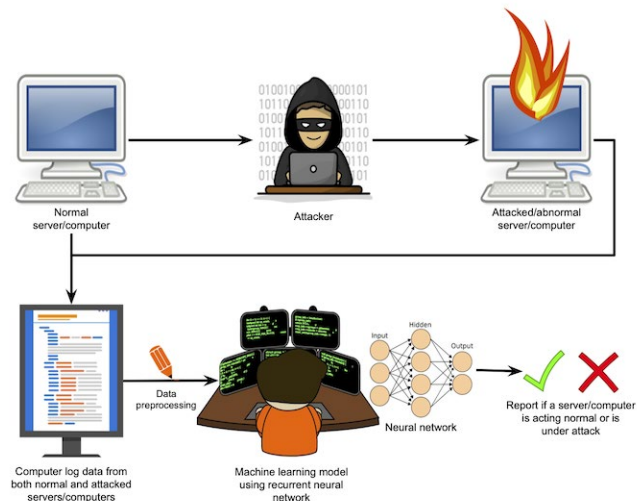 Normal
server/computer
Attacker
Attacked/abnormal
server/computer
Computer log data from
both normal and attacked
servers/computers
Data
preprocessing
Machine learning model
using recurrent neural
network
Input
Hidden
Output
Neural network
Report if a server/computer
is acting normal or is
under attack